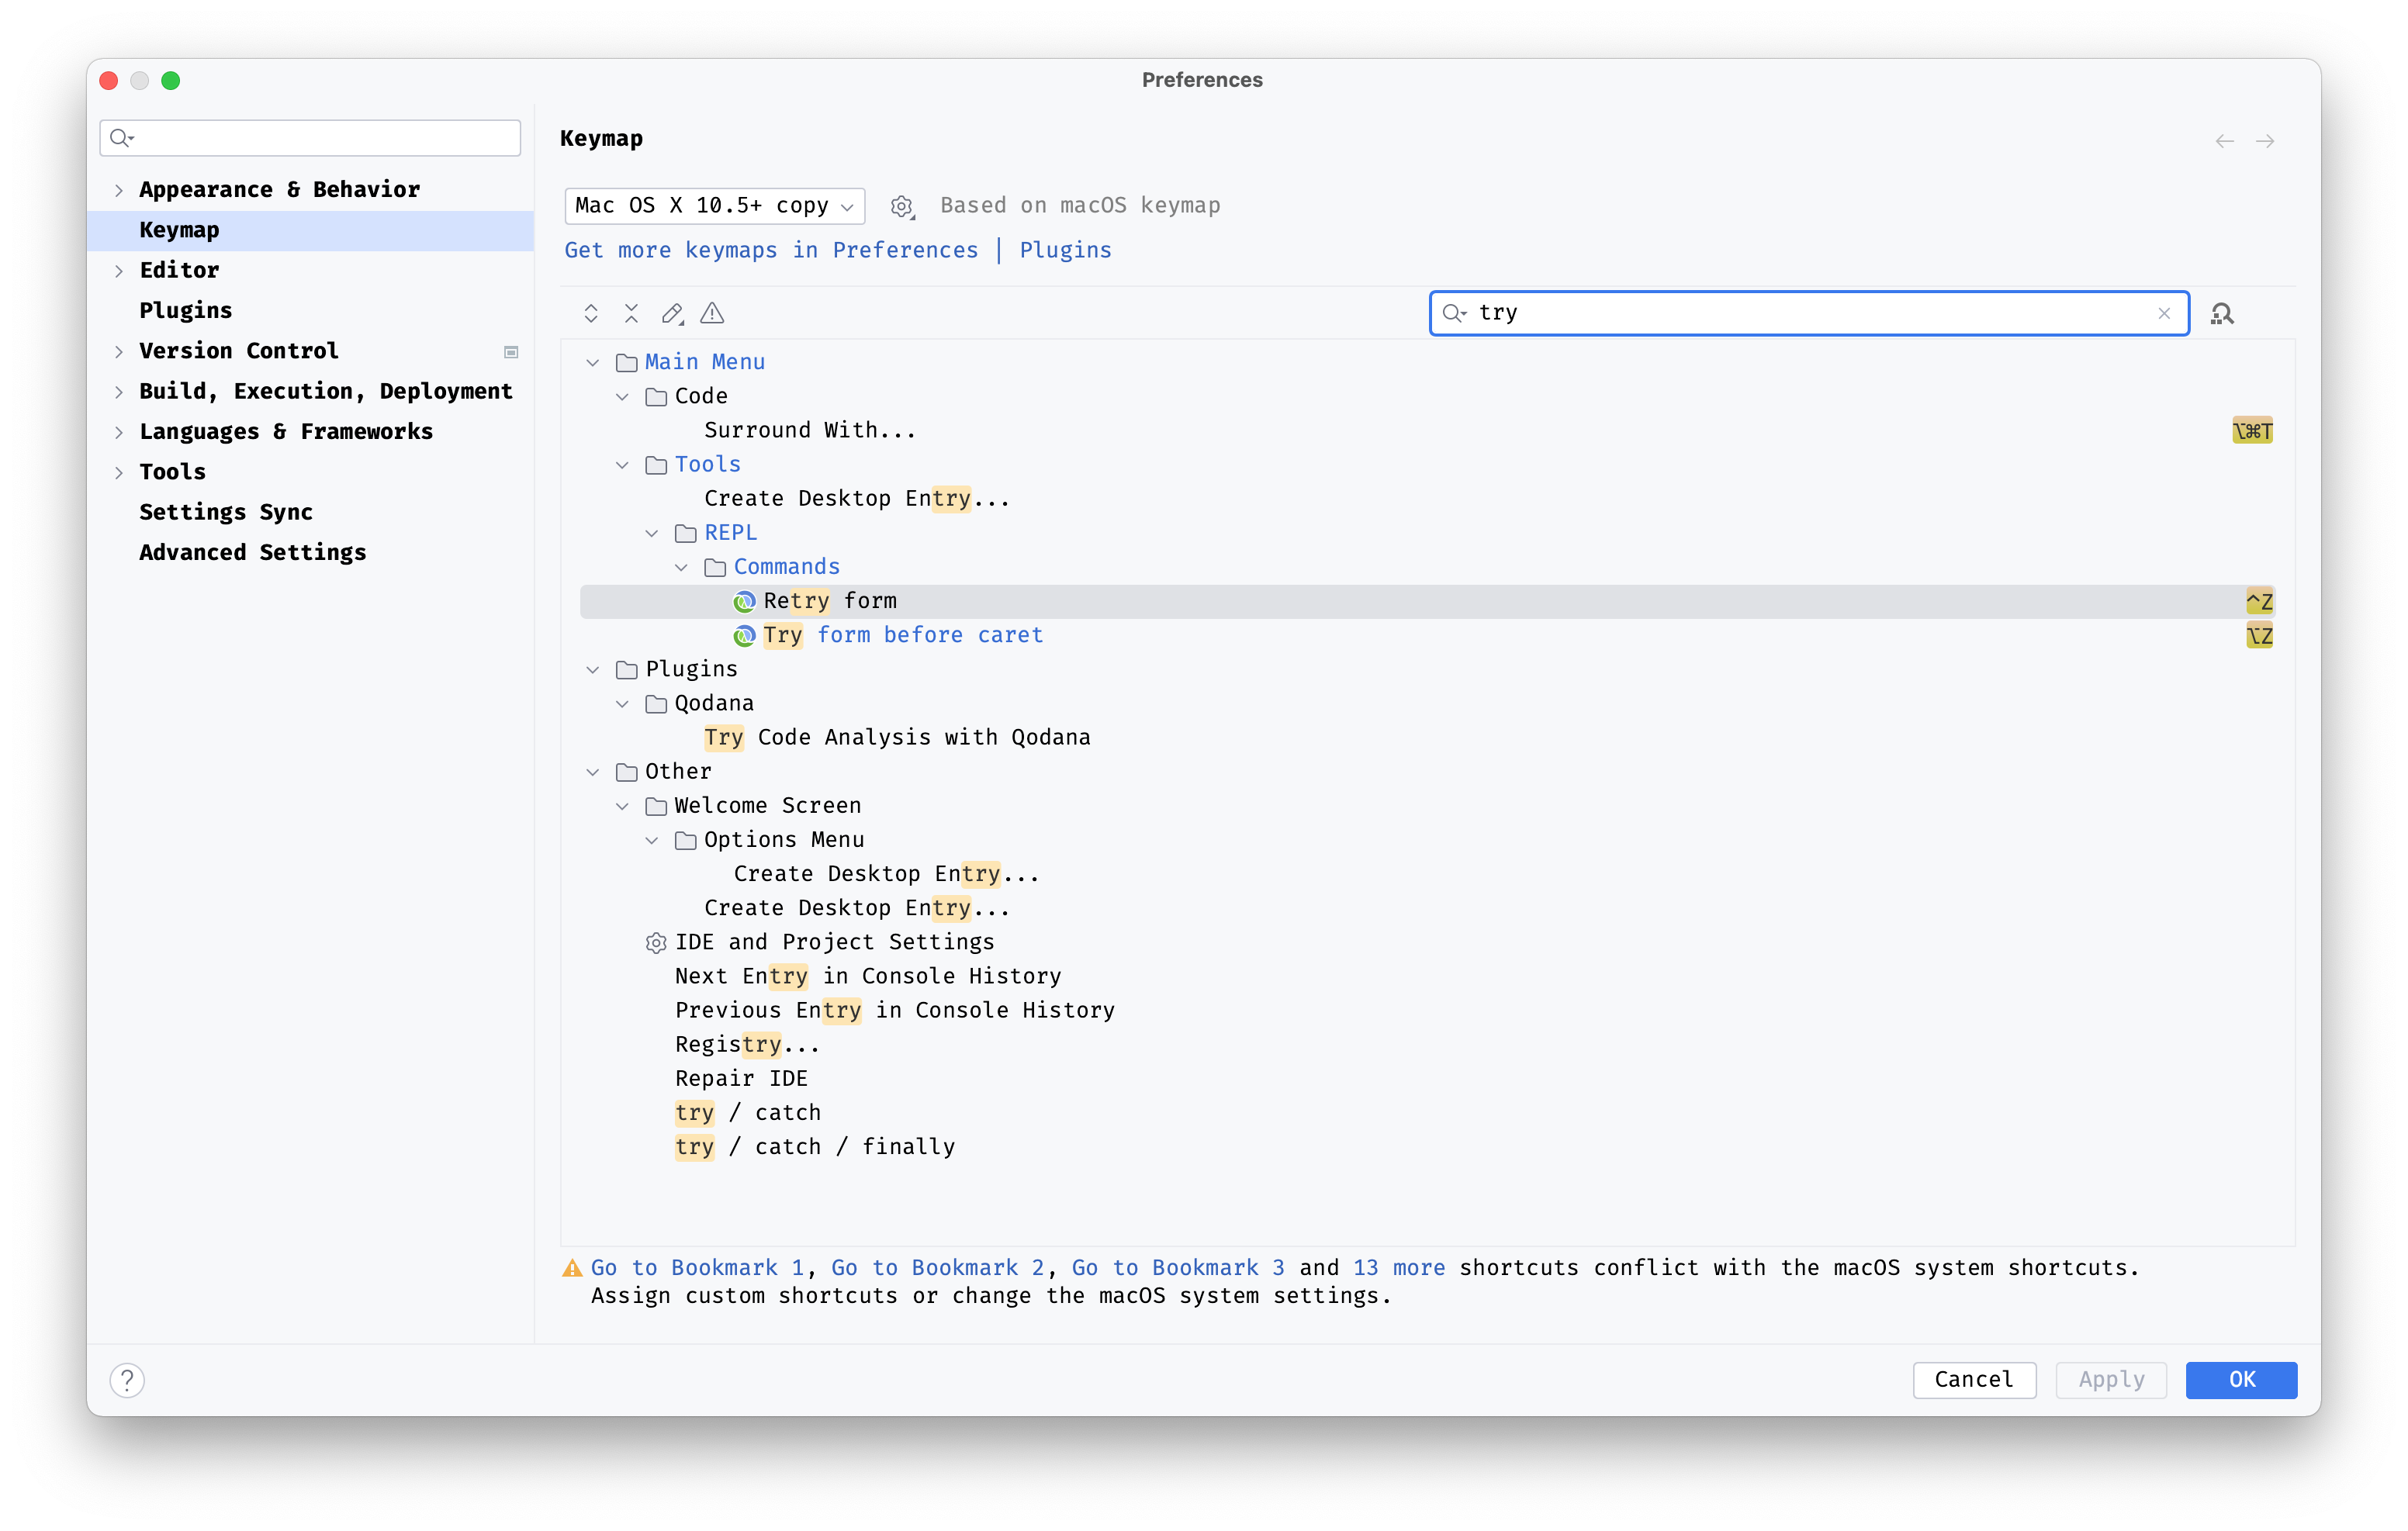 Preferences
Appearance & Behavior
Keymap
Editor
Plugins
Version Control
Build, Execution, Deployment
Languages & Frameworks
Tools
Settings Sync
Advanced Settings
Keymap
Mac OS X 10.5+ copy
Based on macOS keymap
Get more keymaps in Preferences | Plugins
try
Main Menu
Code
Surround With... ⌥⌘T
Tools
Create Desktop Entry...
REPL
Commands
Retry form ^Z
Try form before caret ⌥Z
Plugins
Qodana
Try Code Analysis with Qodana
Other
Welcome Screen
Options Menu
Create Desktop Entry...
Create Desktop Entry...
IDE and Project Settings
Next Entry in Console History
Previous Entry in Console History
Registry...
Repair IDE
try / catch
try / catch / finally
Go to Bookmark 1, Go to Bookmark 2, Go to Bookmark 3 and 13 more shortcuts conflict with the macOS system shortcuts.
Assign custom shortcuts or change the macOS system settings.
?
Cancel
Apply
OK